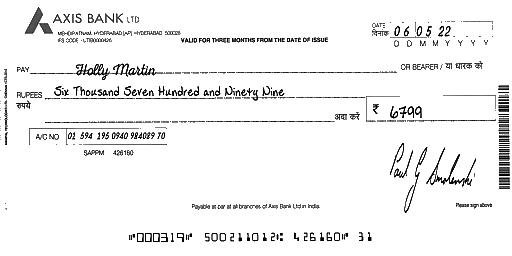 AXIS BANK LTD
MEHDIPATNAM, HYDERABAD [AP] HYDERABAD 500028
IFS CODE - UTIB0000426
VALID FOR THREE MONTHS FROM THE DATE OF ISSUE
DATE
दिनांक 06 05 22
D D M M Y Y Y Y
PAY Holly Martin OR BEARER / या धारक को
RUPEES Six Thousand Seven Hundred and Ninety Nine
रुपये अदा करें ₹ 6799
A/C NO 01 594 195 0940 984089 70
SAPPM 426160
Payable at par at all branches of Axis Bank Ltd in India.
Please sign above
⑈000319⑈ 500211012⑆ 426160⑈ 31